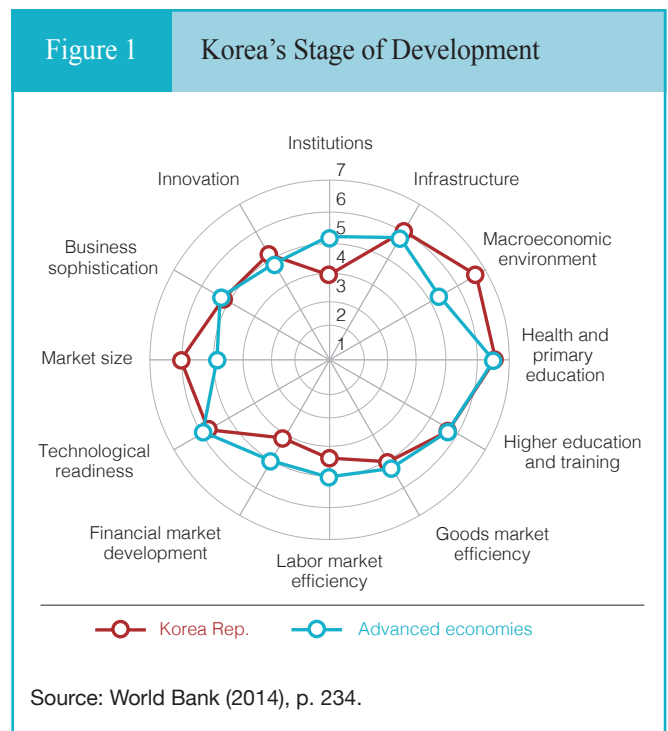 Figure 1
Korea's Stage of Development
Institutions
Infrastructure
Macroeconomic
environment
Health and
primary
education
Higher education
and training
Goods market
efficiency
Labor market
efficiency
Financial market
development
Technological
readiness
Market size
Business
sophistication
Innovation
7
6
5
4
3
2
1
Korea Rep.
Advanced economies
Source: World Bank (2014), p. 234.